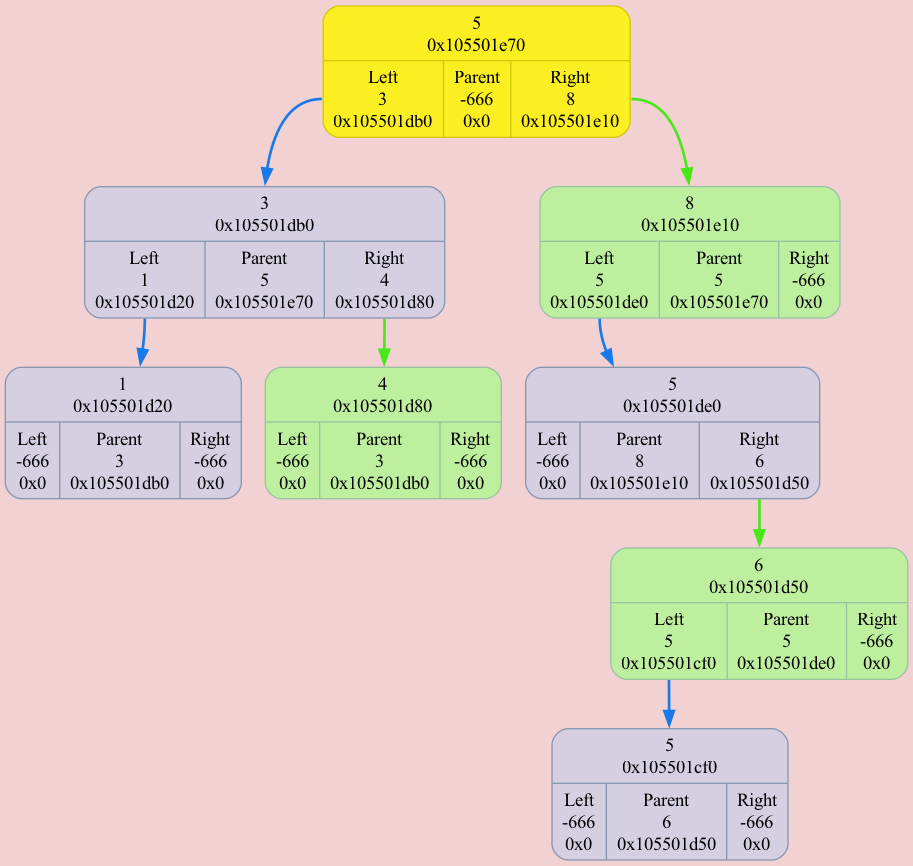 5
0x105501e70
Left Parent Right
3 -666 8
0x105501db0 0x0 0x105501e10
3
0x105501db0
Left Parent Right
1 5 4
0x105501d20 0x105501e70 0x105501d80
8
0x105501e10
Left Parent Right
5 5 -666
0x105501de0 0x105501e70 0x0
1
0x105501d20
Left Parent Right
-666 3 -666
0x0 0x105501db0 0x0
4
0x105501d80
Left Parent Right
-666 3 -666
0x0 0x105501db0 0x0
5
0x105501de0
Left Parent Right
-666 8 6
0x0 0x105501e10 0x105501d50
6
0x105501d50
Left Parent Right
5 5 -666
0x105501cf0 0x105501de0 0x0
5
0x105501cf0
Left Parent Right
-666 6 -666
0x0 0x105501d50 0x0